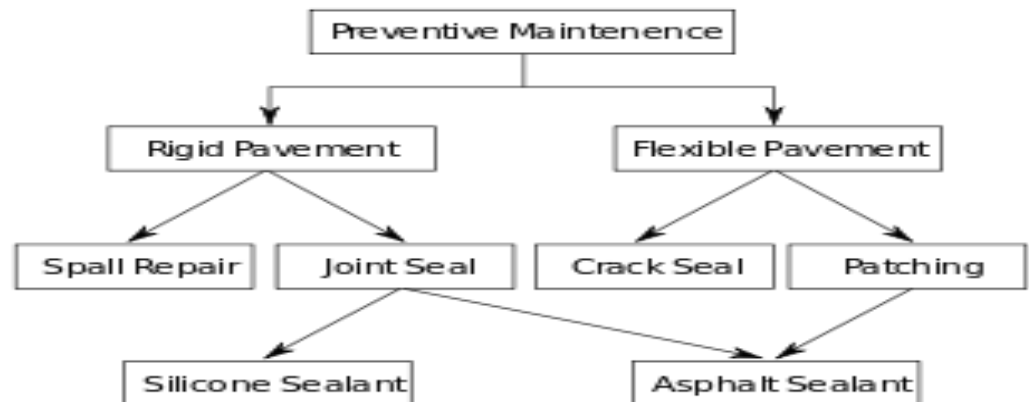 Preventive Maintenence
Rigid Pavement
Flexible Pavement
Spall Repair
Joint Seal
Crack Seal
Patching
Silicone Sealant
Asphalt Sealant